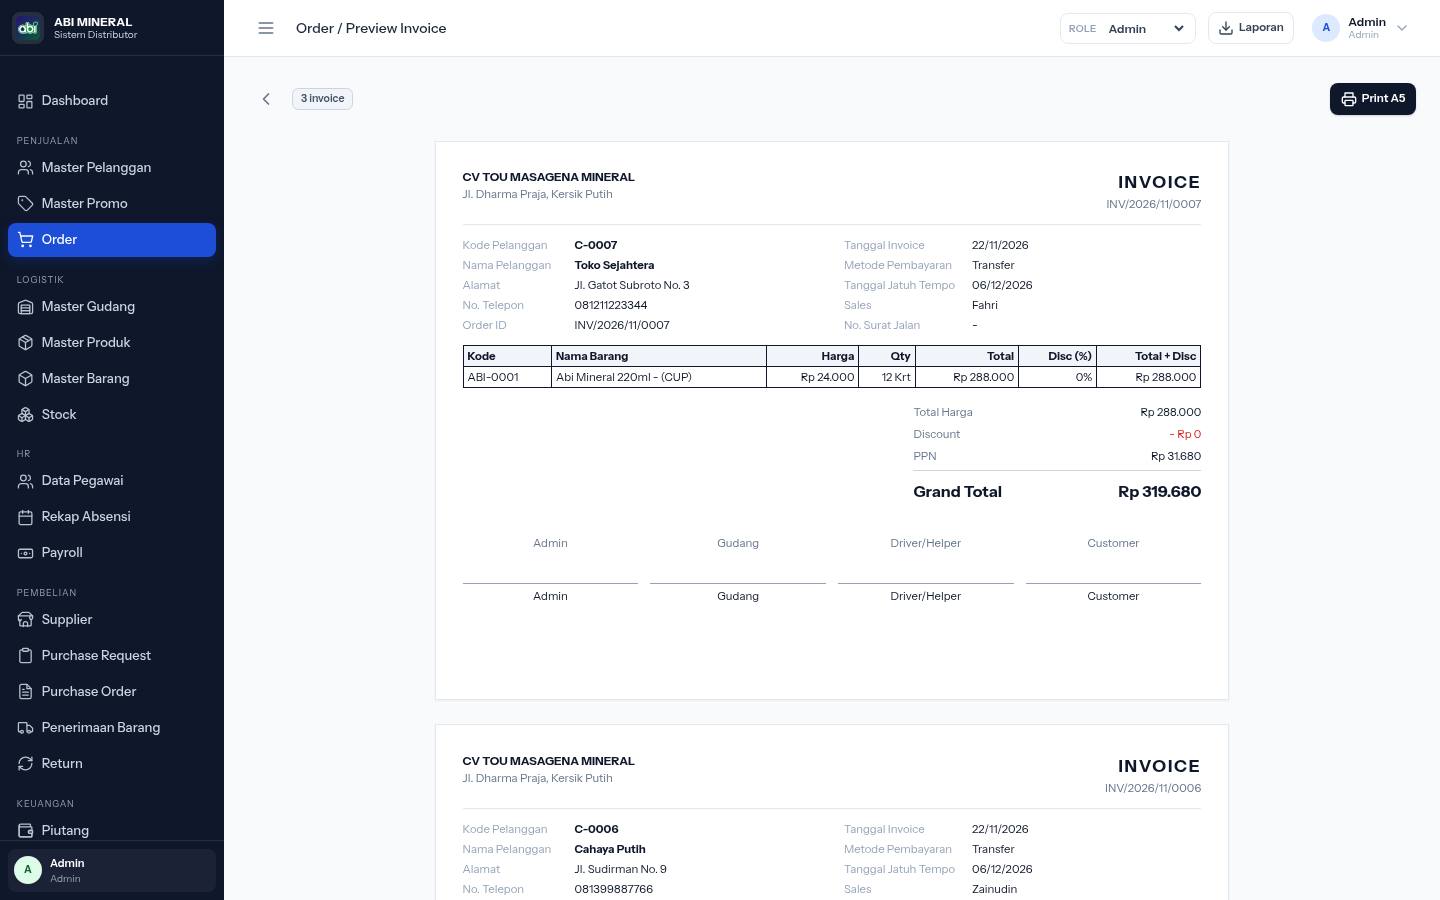 abi
ABI MINERAL
Sistem Distributor
Dashboard
PENJUALAN
Master Pelanggan
Master Promo
Order
LOGISTIK
Master Gudang
Master Produk
Master Barang
Stock
HR
Data Pegawai
Rekap Absensi
Payroll
PEMBELIAN
Supplier
Purchase Request
Purchase Order
Penerimaan Barang
Return
KEUANGAN
Piutang
A Admin
Admin
Order / Preview Invoice
ROLE Admin
Laporan
A Admin
Admin
3 invoice
Print A5
CV TOU MASAGENA MINERAL
Jl. Dharma Praja, Kersik Putih
INVOICE
INV/2026/11/0007
Kode Pelanggan C-0007
Nama Pelanggan Toko Sejahtera
Alamat Jl. Gatot Subroto No. 3
No. Telepon 081211223344
Order ID INV/2026/11/0007
Tanggal Invoice 22/11/2026
Metode Pembayaran Transfer
Tanggal Jatuh Tempo 06/12/2026
Sales Fahri
No. Surat Jalan -
Kode Nama Barang Harga Qty Total Disc (%) Total + Disc
ABI-0001 Abi Mineral 220ml - (CUP) Rp 24.000 12 Krt Rp 288.000 0% Rp 288.000
Total Harga Rp 288.000
Discount - Rp 0
PPN Rp 31.680
Grand Total Rp 319.680
Admin Gudang Driver/Helper Customer
Admin Gudang Driver/Helper Customer
CV TOU MASAGENA MINERAL
Jl. Dharma Praja, Kersik Putih
INVOICE
INV/2026/11/0006
Kode Pelanggan C-0006
Nama Pelanggan Cahaya Putih
Alamat Jl. Sudirman No. 9
No. Telepon 081399887766
Tanggal Invoice 22/11/2026
Metode Pembayaran Transfer
Tanggal Jatuh Tempo 06/12/2026
Sales Zainudin